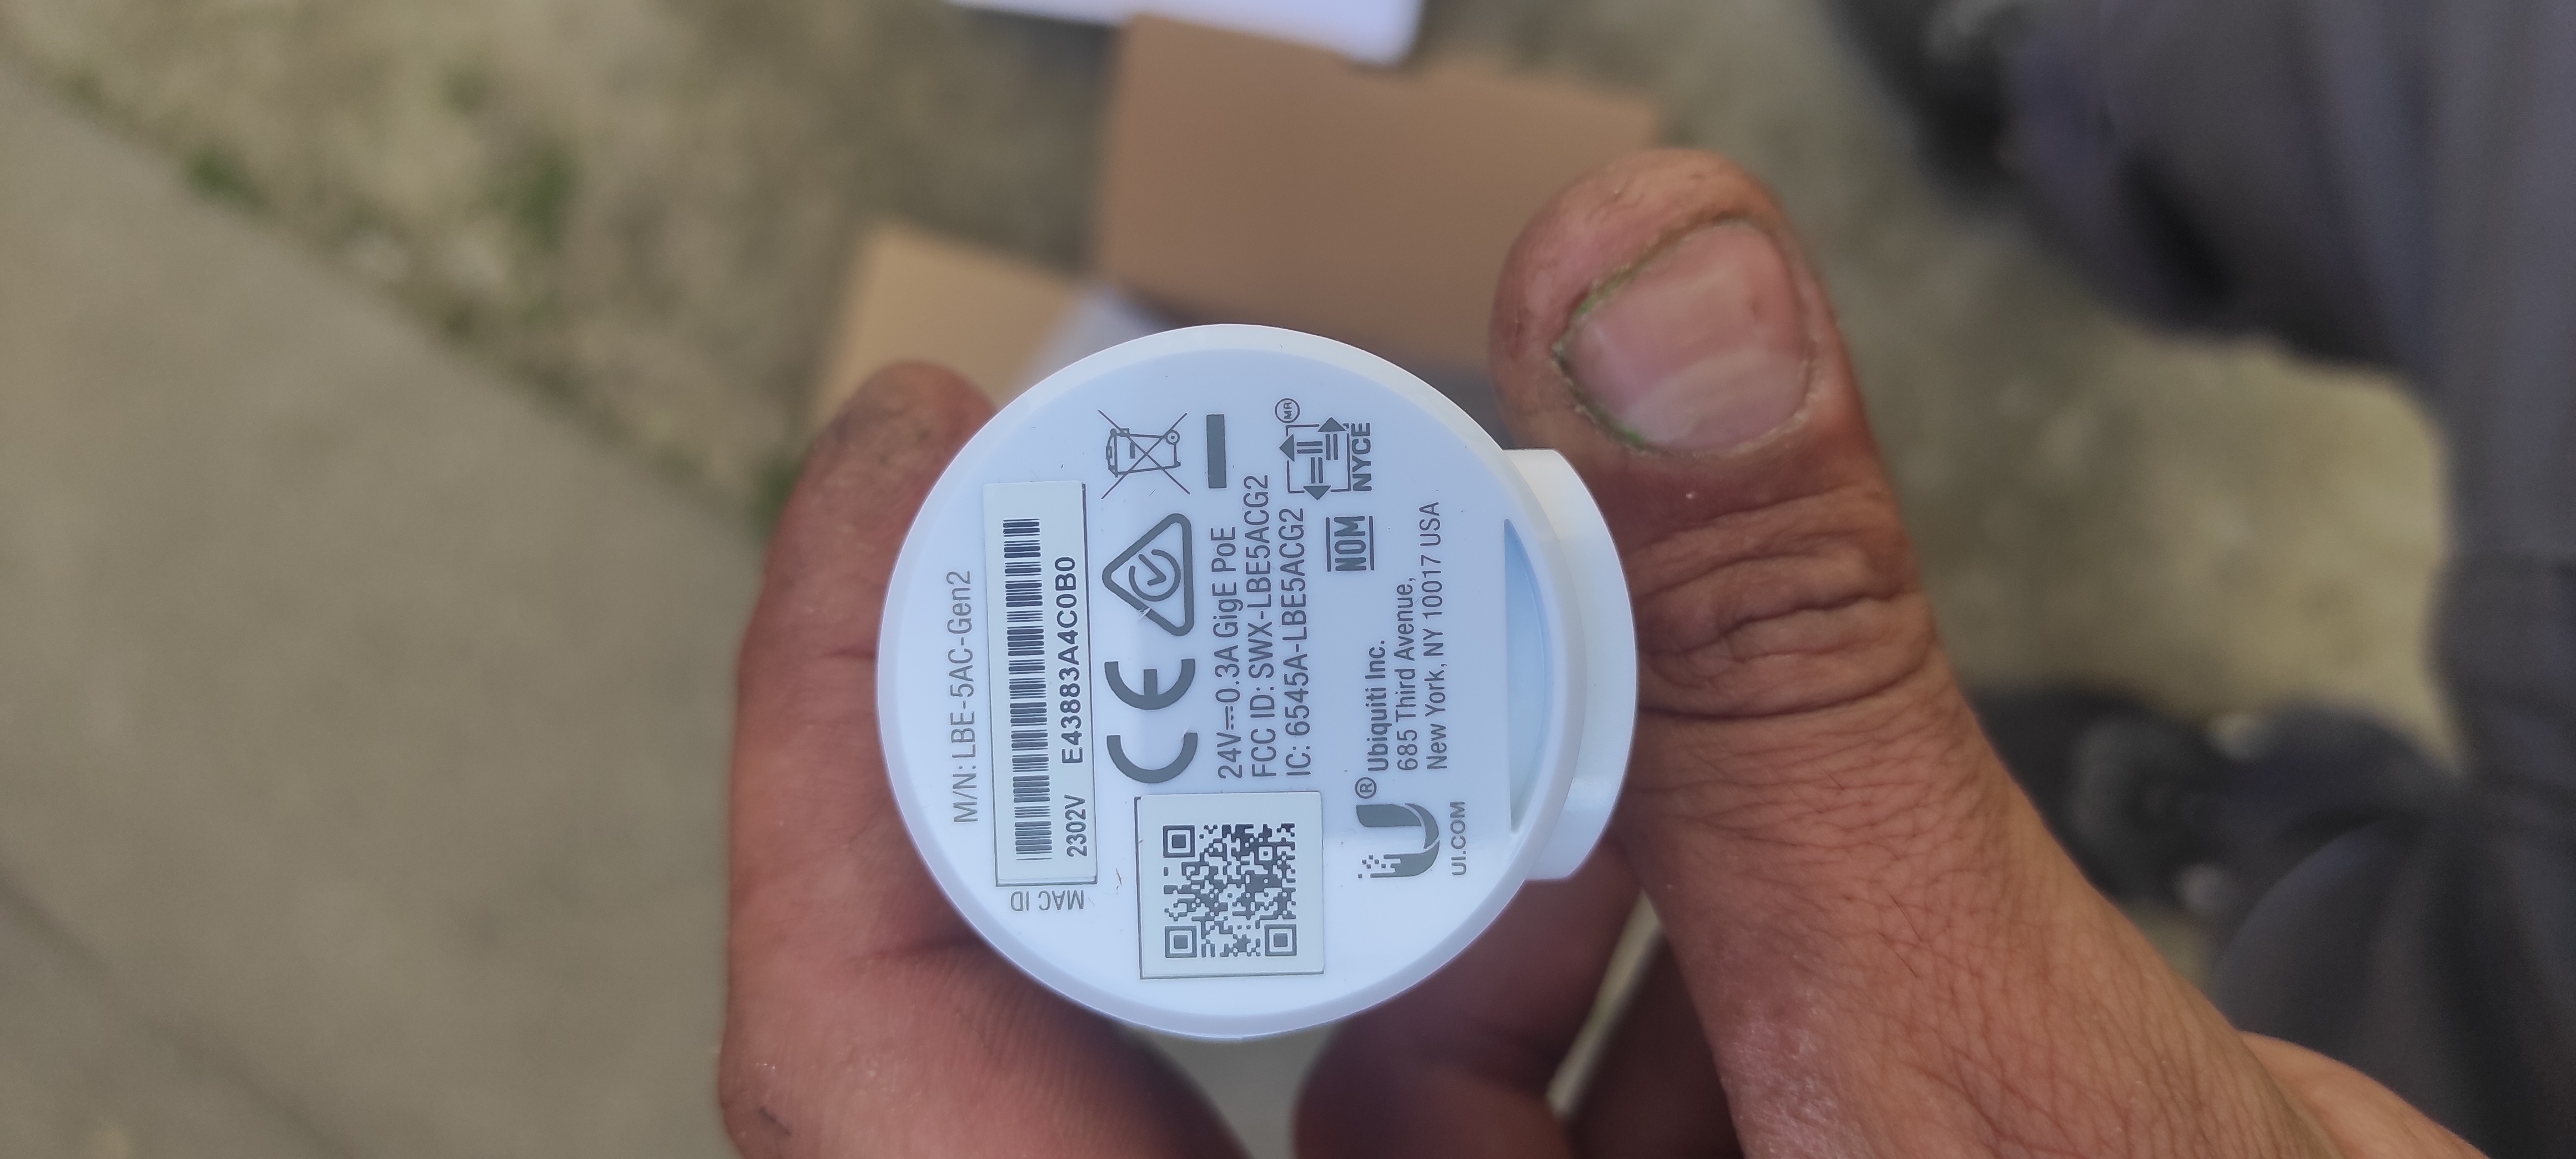 M/N: LBE-5AC-Gen2
MAC ID
2302V E43883A4C0B0
24V⎓0.3A GigE PoE
FCC ID: SWX-LBE5ACG2
IC: 6545A-LBE5ACG2
NOM
NYCE
MR
U®
UI.COM
Ubiquiti Inc.
685 Third Avenue,
New York, NY 10017 USA